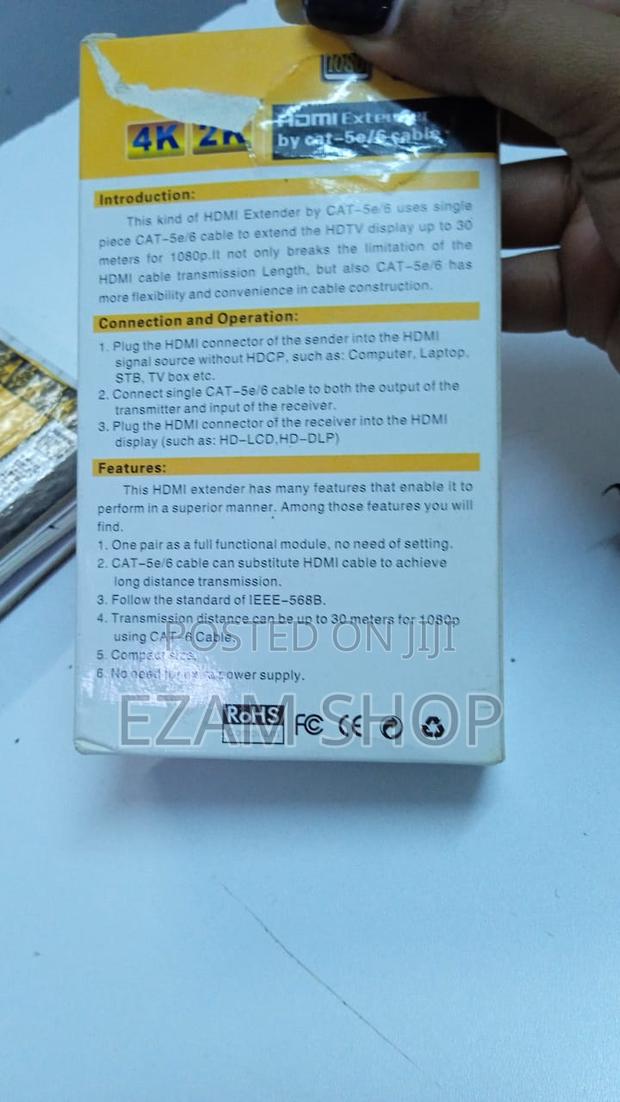 1080
4K 2K
HDMI Extender
by cat-5e/6 cable
Introduction:
This kind of HDMI Extender by CAT-5e/6 uses single
piece CAT-5e/6 cable to extend the HDTV display up to 30
meters for 1080p.It not only breaks the limitation of the
HDMI cable transmission Length, but also CAT-5e/6 has
more flexibility and convenience in cable construction.
Connection and Operation:
1. Plug the HDMI connector of the sender into the HDMI
signal source without HDCP, such as: Computer, Laptop,
STB, TV box etc.
2. Connect single CAT-5e/6 cable to both the output of the
transmitter and input of the receiver.
3. Plug the HDMI connector of the receiver into the HDMI
display (such as: HD-LCD,HD-DLP)
Features:
This HDMI extender has many features that enable it to
perform in a superior manner. Among those features you will
find.
1. One pair as a full functional module, no need of setting.
2. CAT-5e/6 cable can substitute HDMI cable to achieve
long distance transmission.
3. Follow the standard of IEEE-568B.
4. Transmission distance can be up to 30 meters for 1080p
using CAT-6 Cable.
POSTED ON JIJI
5. Compact size.
6. No need for extra power supply.
EZAM SHOP
RoHS FC CE